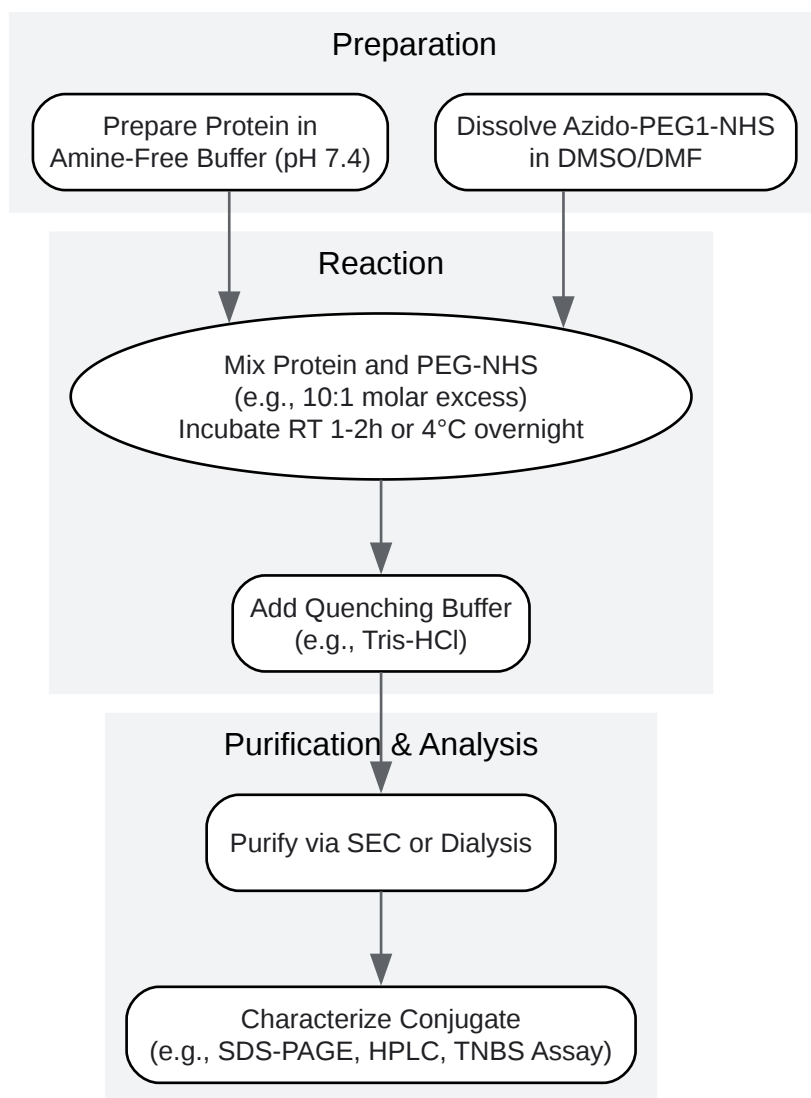 Preparation
Prepare Protein in
Amine-Free Buffer (pH 7.4)
Dissolve Azido-PEG1-NHS
in DMSO/DMF
Reaction
Mix Protein and PEG-NHS
(e.g., 10:1 molar excess)
Incubate RT 1-2h or 4°C overnight
Add Quenching Buffer
(e.g., Tris-HCl)
Purification & Analysis
Purify via SEC or Dialysis
Characterize Conjugate
(e.g., SDS-PAGE, HPLC, TNBS Assay)